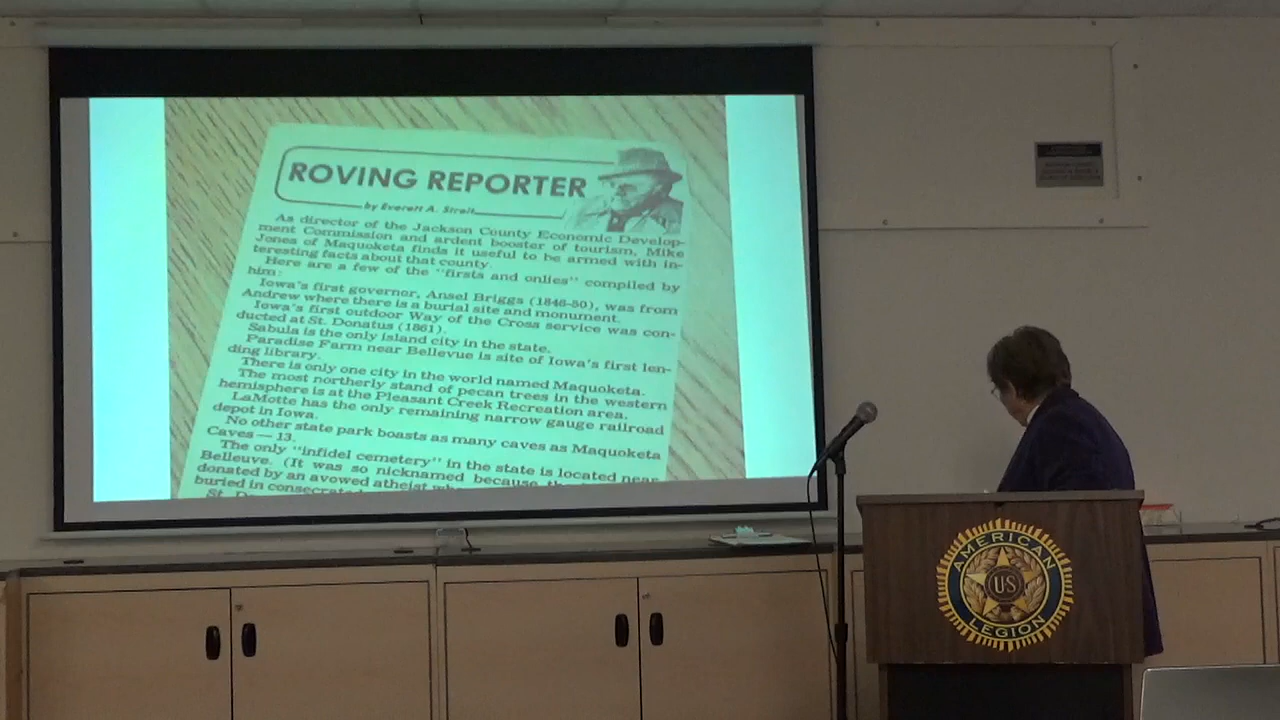 ROVING REPORTER
by Everett A. Streit
As director of the Jackson County Economic Develop-
ment Commission and ardent booster of tourism, Mike
Jones of Maquoketa finds it useful to be armed with in-
teresting facts about that county.
Here are a few of the "firsts and onlies" compiled by
him:
Iowa's first governor, Ansel Briggs (1846-50), was from
Andrew where there is a burial site and monument.
Iowa's first outdoor Way of the Cross service was con-
ducted at St. Donatus (1861).
Sabula is the only island city in the state.
Paradise Farm near Bellevue is site of Iowa's first len-
ding library.
There is only one city in the world named Maquoketa.
The most northerly stand of pecan trees in the western
hemisphere is at the Pleasant Creek Recreation area.
LaMotte has the only remaining narrow gauge railroad
depot in Iowa.
No other state park boasts as many caves as Maquoketa
Caves — 13.
The only "infidel cemetery" in the state is located near
Belleuve. (It was so nicknamed because
donated by an avowed atheist
buried in consecrated
St.
AMERICAN
US
LEGION